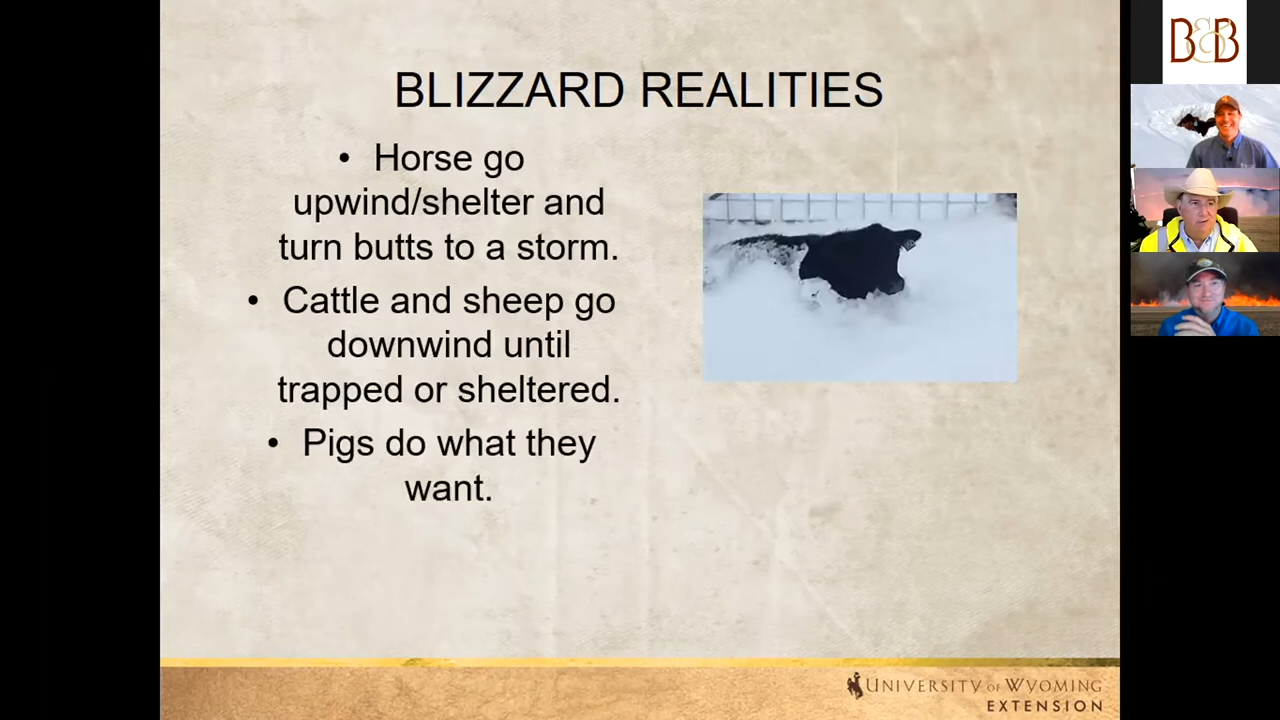 BLIZZARD REALITIES
• Horse go
upwind/shelter and
turn butts to a storm.
• Cattle and sheep go
downwind until
trapped or sheltered.
• Pigs do what they
want.
B&B
UNIVERSITY OF WYOMING
EXTENSION